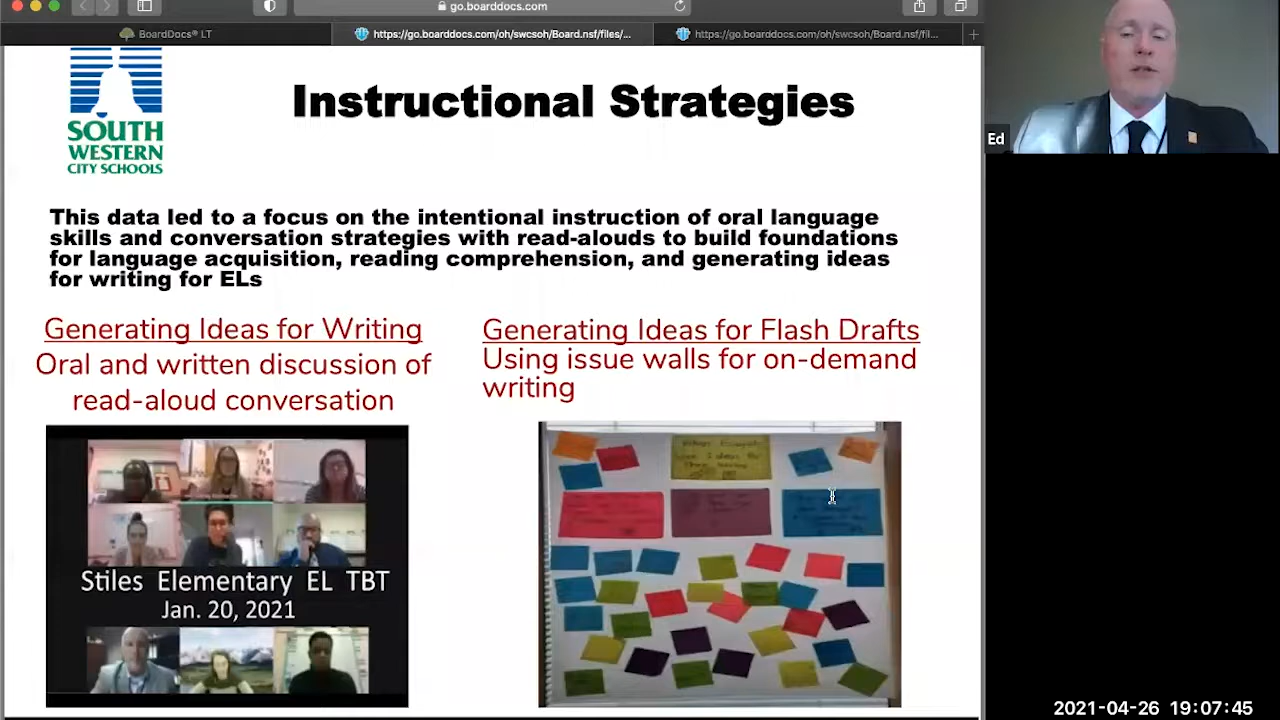 go.boarddocs.com
BoardDocs® LT
https://go.boarddocs.com/oh/swcsoh/Board.nsf/files/...
https://go.boarddocs.com/oh/swcsoh/Board.nsf/fil...
SOUTH
WESTERN
CITY SCHOOLS
Instructional Strategies
This data led to a focus on the intentional instruction of oral language
skills and conversation strategies with read-alouds to build foundations
for language acquisition, reading comprehension, and generating ideas
for writing for ELs
Generating Ideas for Writing
Oral and written discussion of
read-aloud conversation
Generating Ideas for Flash Drafts
Using issue walls for on-demand
writing
Stiles Elementary EL TBT
Jan. 20, 2021
Ed
2021-04-26 19:07:45